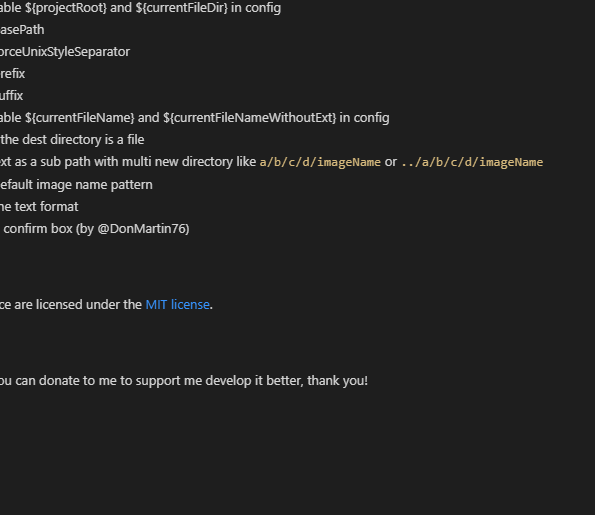 able ${projectRoot} and ${currentFileDir} in config
asePath
orceUnixStyleSeparator
refix
uffix
able ${currentFileName} and ${currentFileNameWithoutExt} in config
the dest directory is a file
ext as a sub path with multi new directory like a/b/c/d/imageName or ../a/b/c/d/imageName
efault image name pattern
he text format
confirm box (by @DonMartin76)
ce are licensed under the MIT license.
ou can donate to me to support me develop it better, thank you!